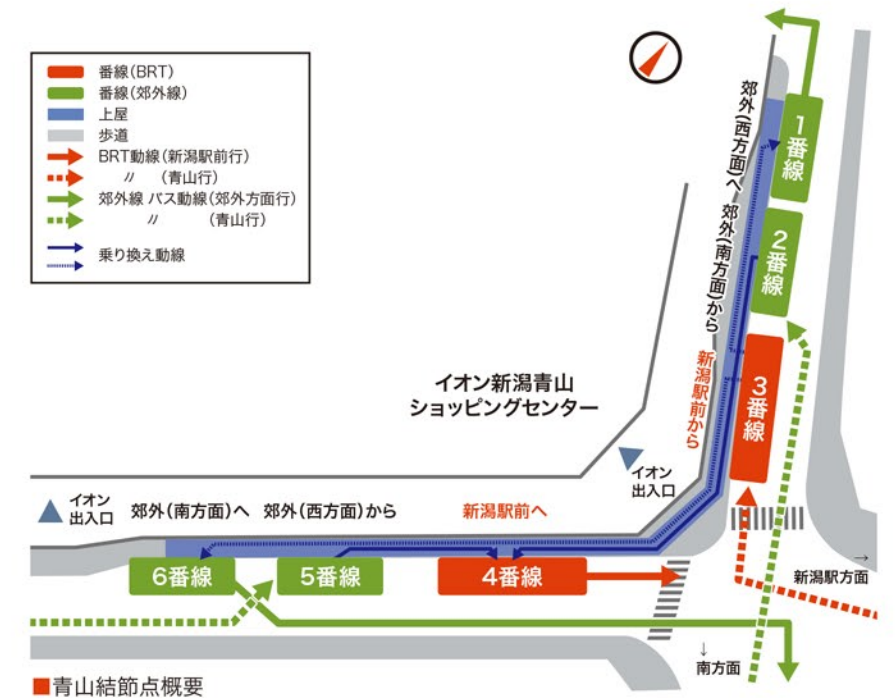 番線(BRT)
番線(郊外線)
上屋
歩道
BRT動線(新潟駅前行)
〃 (青山行)
郊外線 バス動線(郊外方面行)
〃 (青山行)
乗り換え動線
郊外(西方面)へ
郊外(南方面)から
新潟駅前から
1番線
2番線
3番線
イオン新潟青山
ショッピングセンター
イオン
出入口
イオン
出入口
郊外(南方面)へ
郊外(西方面)から
新潟駅前へ
6番線
5番線
4番線
→
新潟駅方面
↓
南方面
■青山結節点概要